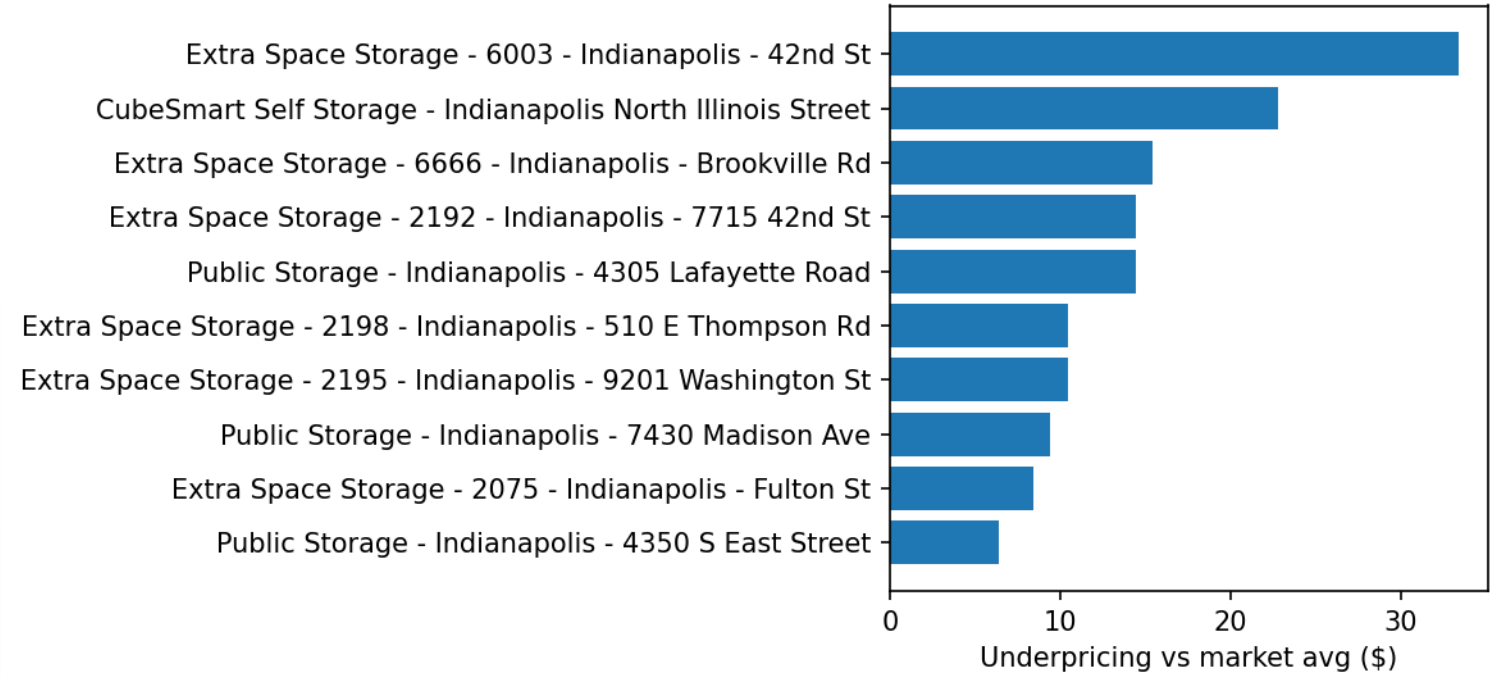 Extra Space Storage - 6003 - Indianapolis - 42nd St
CubeSmart Self Storage - Indianapolis North Illinois Street
Extra Space Storage - 6666 - Indianapolis - Brookville Rd
Extra Space Storage - 2192 - Indianapolis - 7715 42nd St
Public Storage - Indianapolis - 4305 Lafayette Road
Extra Space Storage - 2198 - Indianapolis - 510 E Thompson Rd
Extra Space Storage - 2195 - Indianapolis - 9201 Washington St
Public Storage - Indianapolis - 7430 Madison Ave
Extra Space Storage - 2075 - Indianapolis - Fulton St
Public Storage - Indianapolis - 4350 S East Street
0 10 20 30
Underpricing vs market avg ($)